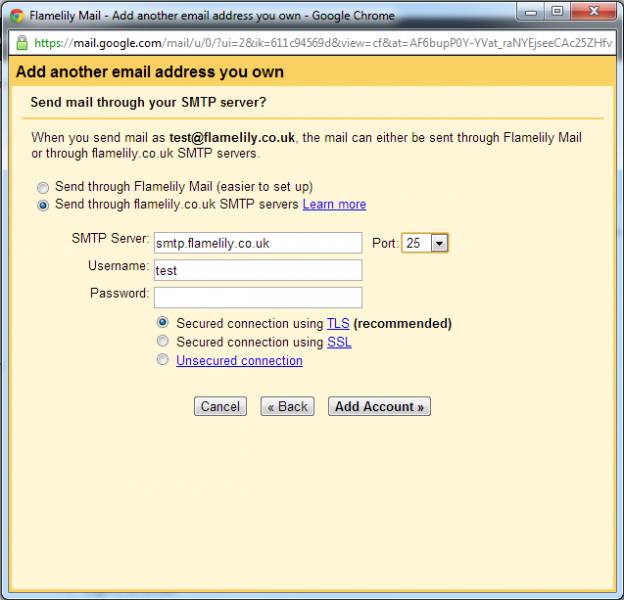 Flamelily Mail - Add another email address you own - Google Chrome
https://mail.google.com/mail/u/0/?ui=2&ik=611c94569d&view=cf&at=AF6bupP0Y-YVat_raNYEjseeCAc25ZHfv
Add another email address you own
Send mail through your SMTP server?
When you send mail as test@flamelily.co.uk, the mail can either be sent through Flamelily Mail
or through flamelily.co.uk SMTP servers.
Send through Flamelily Mail (easier to set up)
Send through flamelily.co.uk SMTP servers Learn more
SMTP Server: smtp.flamelily.co.uk Port: 25
Username: test
Password:
Secured connection using TLS (recommended)
Secured connection using SSL
Unsecured connection
Cancel « Back Add Account »